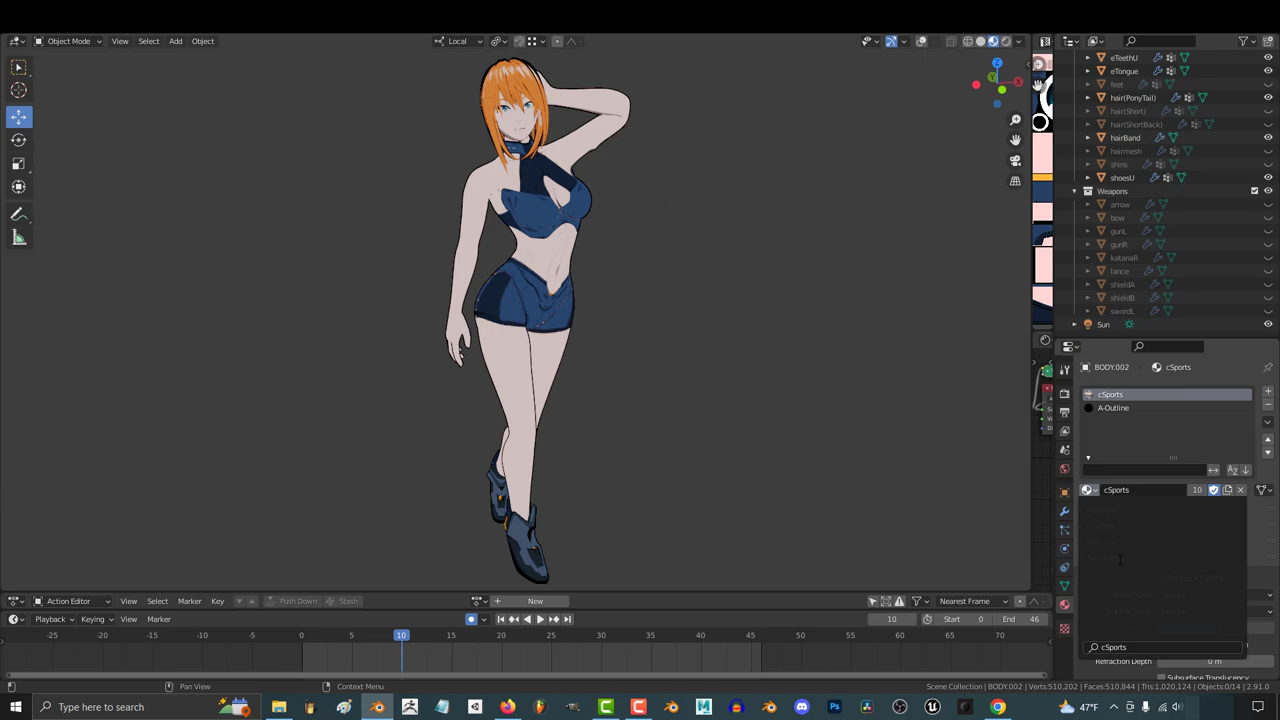 Object Mode View Select Add Object Local
eTeethU
eTongue
feet
hair(PonyTail)
hair(Short)
hair(ShortBack)
hairBand
hairmesh
shins
shoesU
Weapons
arrow
bow
gunL
gunR
katanaR
lance
shieldA
shieldB
swordL
Sun
BODY.002 cSports
cSports
A-Outline
cSports 10
cSports
Refraction Depth 0 m
Subsurface Translucency
Action Editor View Select Marker Key Push Down Stash New Nearest Frame
Playback Keying View Marker 10 Start 0 End 46
-25 -20 -15 -10 -5 0 5 10 15 20 25 30 35 40 45 50 55 60 65 70
Pan View Context Menu Scene Collection | BODY.002 | Verts:510,202 | Faces:510,844 | Tris:1,020,124 | Objects:0/14 | 2.91.0
Type here to search 47°F